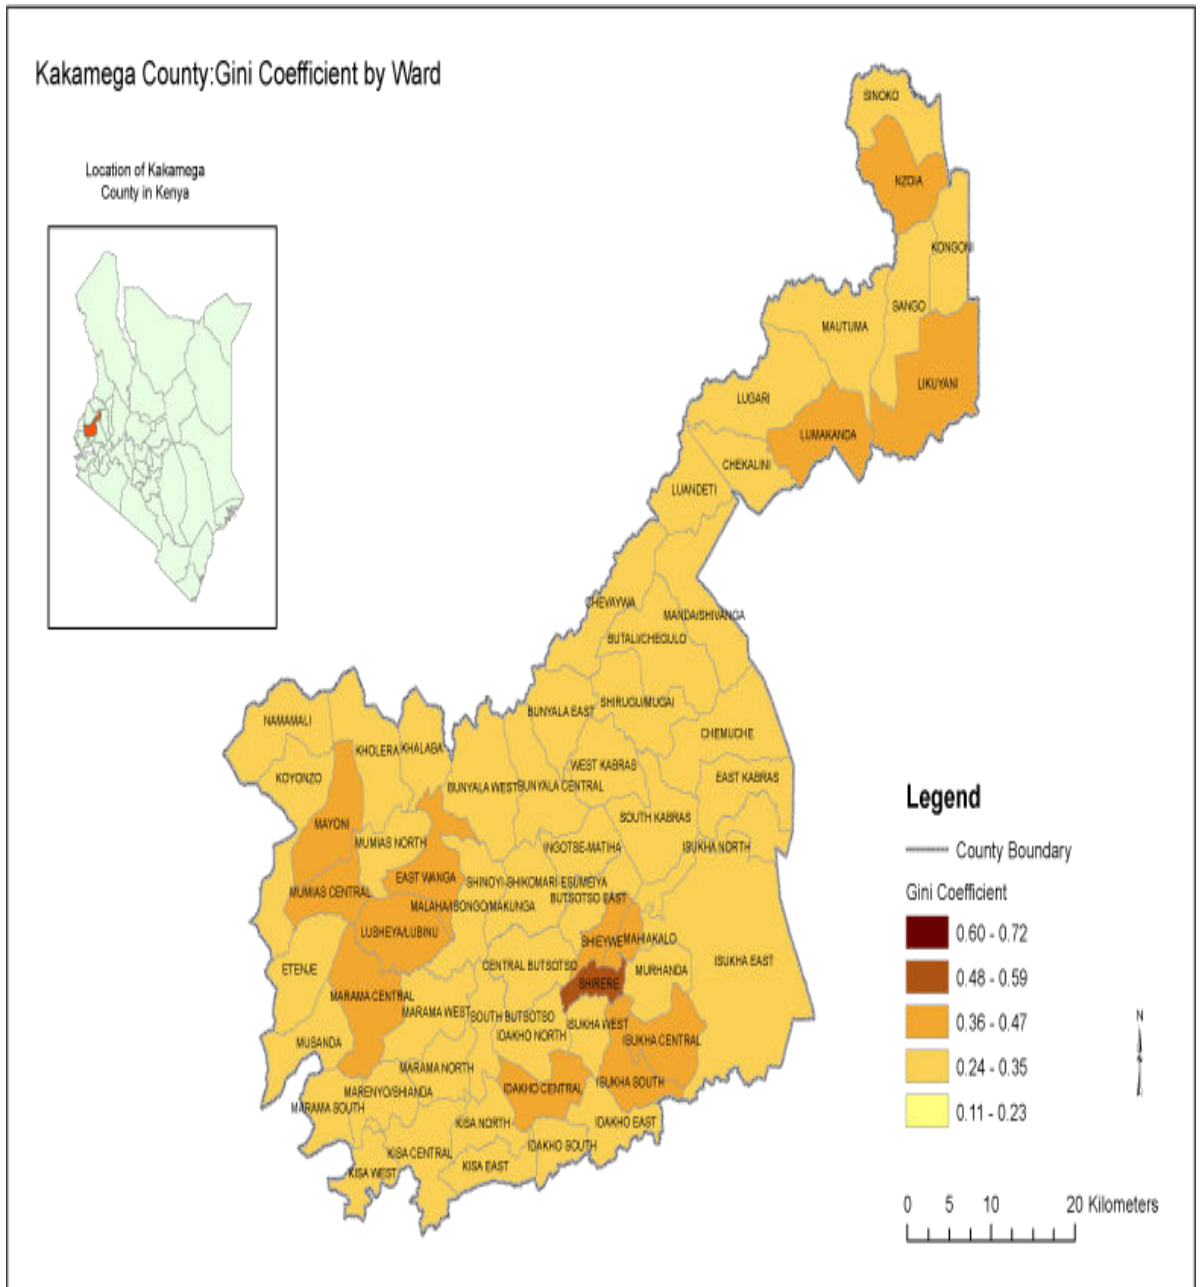 Kakamega County:Gini Coefficient by Ward
Location of Kakamega
County in Kenya
SINOKO
NZOIA
KONGONI
SANGO
MAUTUMA
LIKUYANI
LUGARI
LUMAKANDA
CHEKALINI
LUANDETI
CHEVAYWA
MANDA/SHIVANGA
BUTALI/CHEGULO
SHIRUGU/MUGAI
BUNYALA EAST
NAMAMALI
CHEMUCHE
KHOLERA
KHALABA
WEST KABRAS
KOYONZO
EAST KABRAS
BUNYALA WEST
BUNYALA CENTRAL
SOUTH KABRAS
MAYONI
MUMIAS NORTH
INGOTSE-MATIHA
ISUKHA NORTH
EAST WANGA
SHINOYI-SHIKOMARI-ESUMEIYA
MUMIAS CENTRAL
BUTSOTSO EAST
MALAHA/ISONGO/MAKUNGA
LUSHEYA/LUBINU
SHIEYWE
MAHIAKALO
ISUKHA EAST
CENTRAL BUTSOTSO
ETENJE
MURHANDA
SHIRERE
MARAMA CENTRAL
MARAMA WEST
SOUTH BUTSOTSO
ISUKHA WEST
IDAKHO NORTH
MUSANDA
ISUKHA CENTRAL
MARAMA NORTH
ISUKHA SOUTH
IDAKHO CENTRAL
MARENYO/SHIANDA
MARAMA SOUTH
KISA NORTH
IDAKHO EAST
IDAKHO SOUTH
KISA CENTRAL
KISA EAST
KISA WEST
Legend
County Boundary
Gini Coefficient
0.60 - 0.72
0.48 - 0.59
0.36 - 0.47
0.24 - 0.35
0.11 - 0.23
N
0 5 10 20 Kilometers